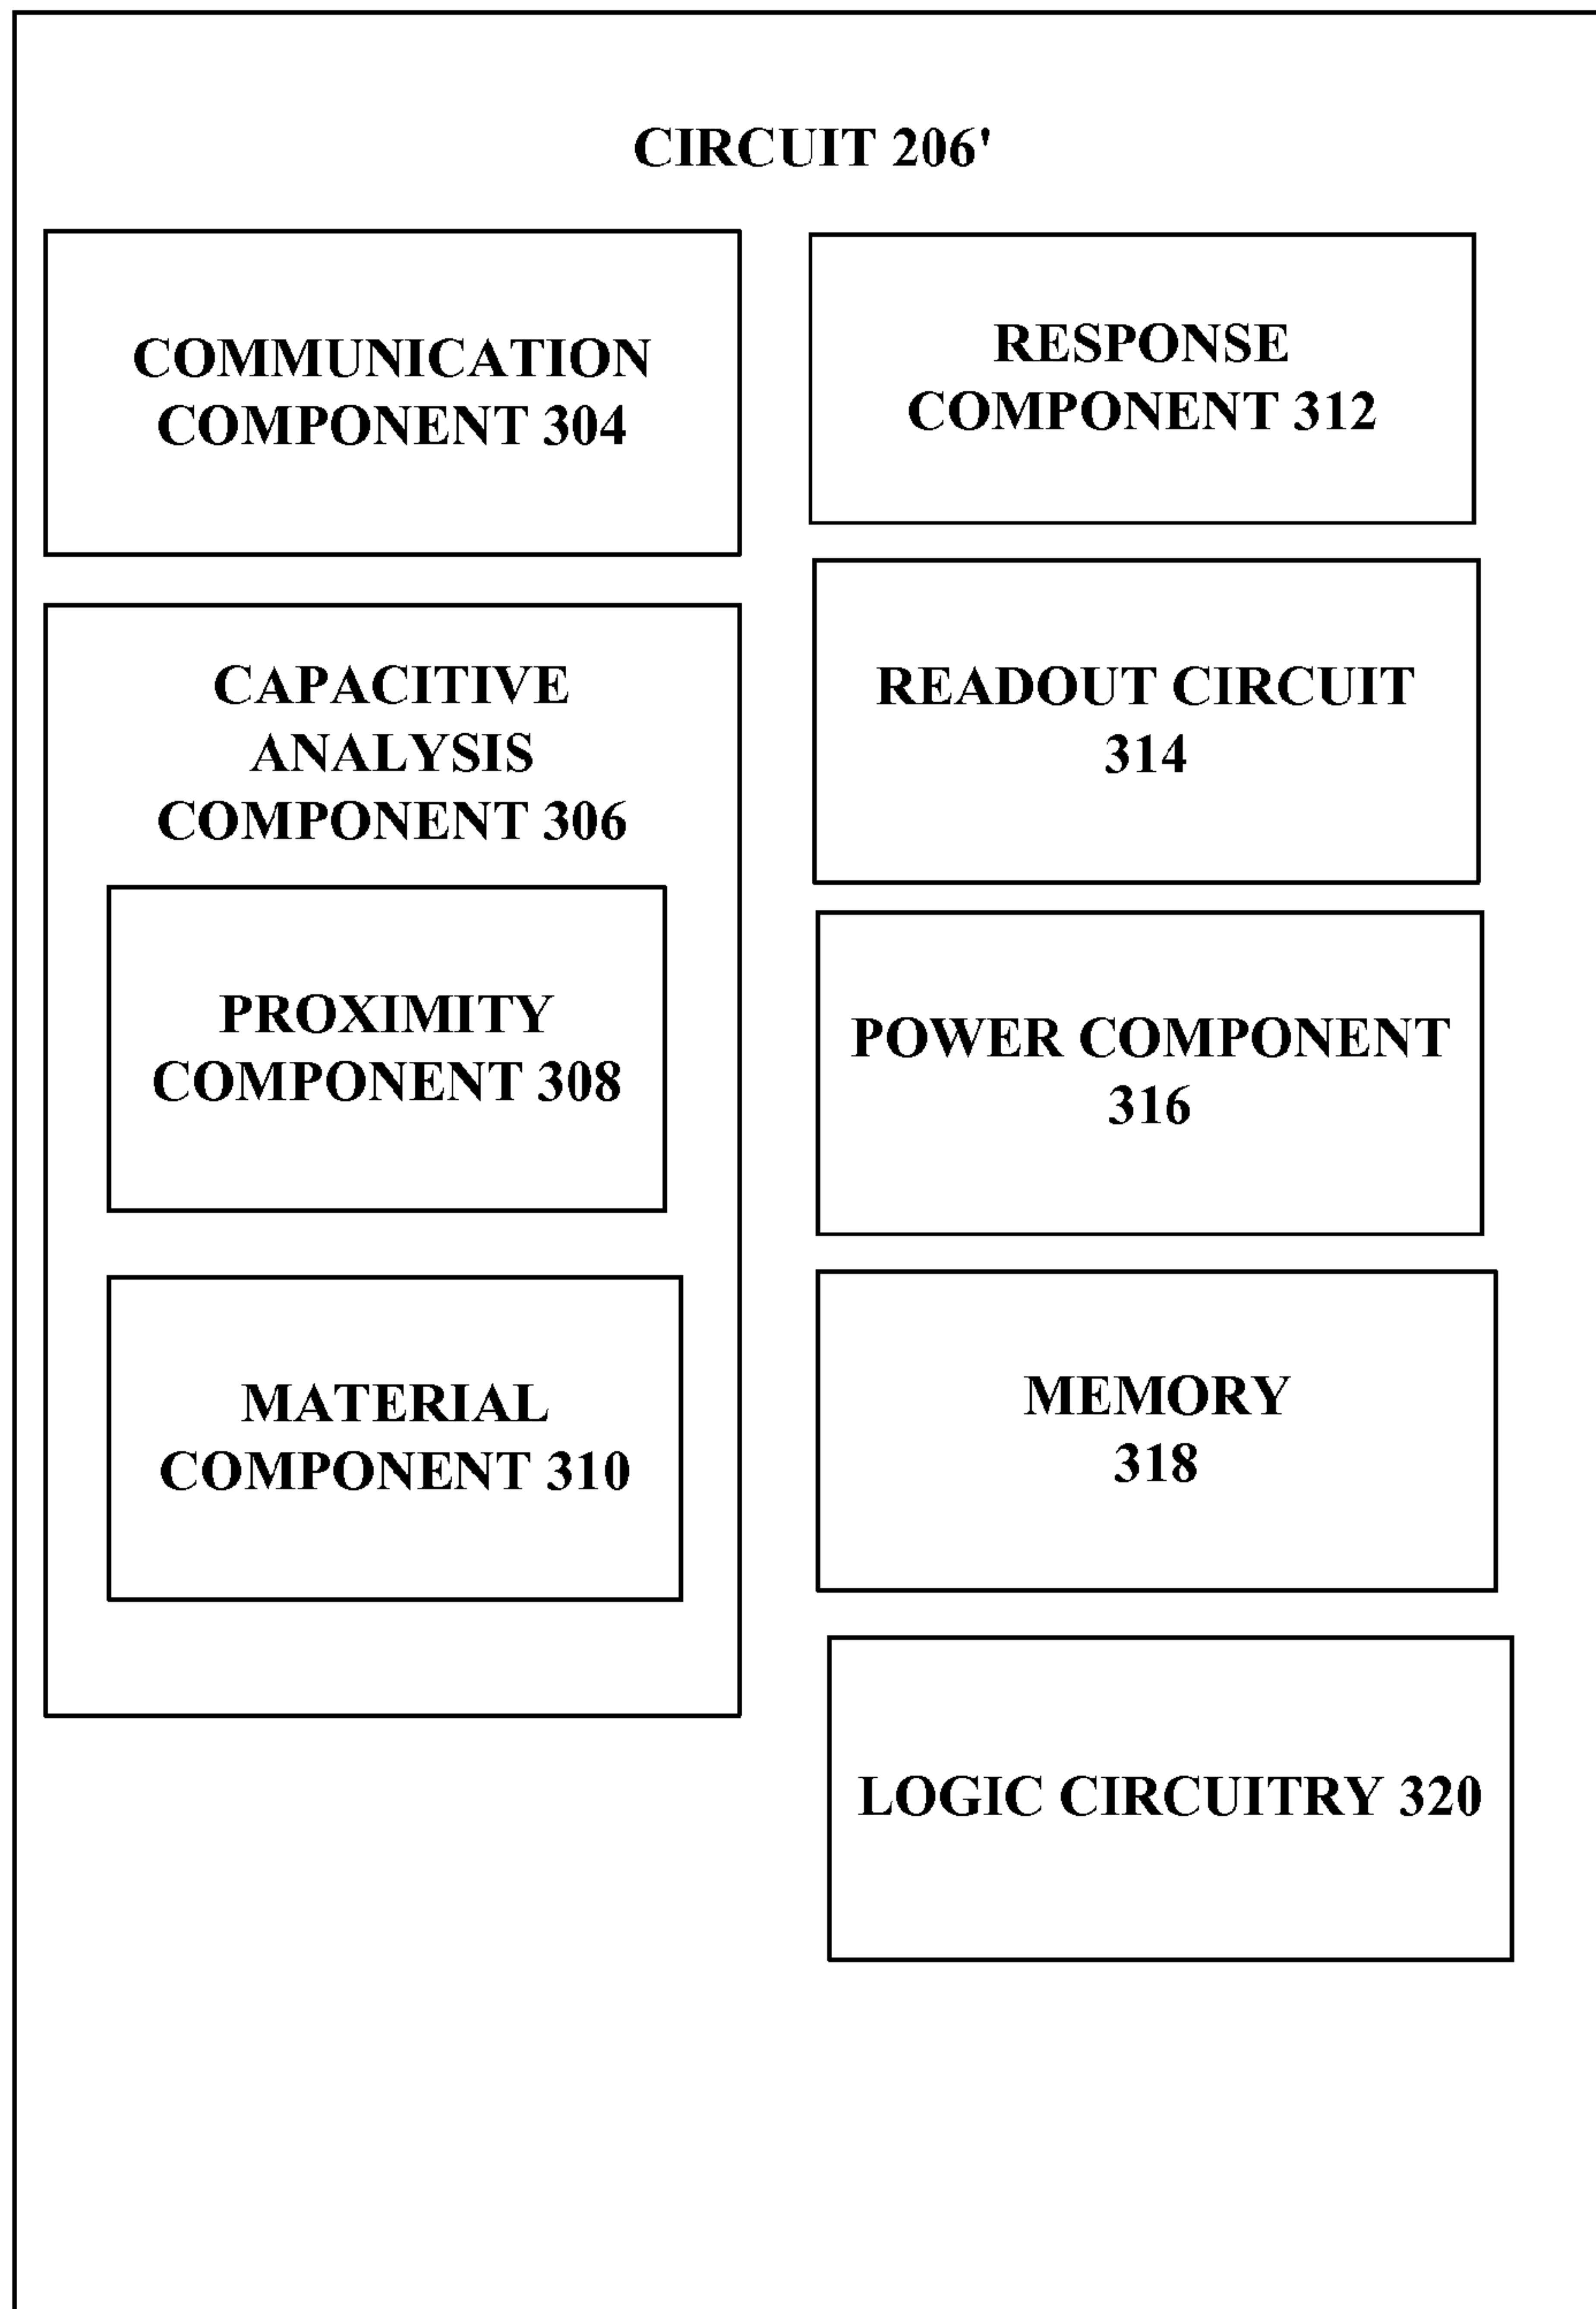 CIRCUIT 206'
COMMUNICATION
COMPONENT 304
CAPACITIVE
ANALYSIS
COMPONENT 306
PROXIMITY
COMPONENT 308
MATERIAL
COMPONENT 310
RESPONSE
COMPONENT 312
READOUT CIRCUIT
314
POWER COMPONENT
316
MEMORY
318
LOGIC CIRCUITRY 320